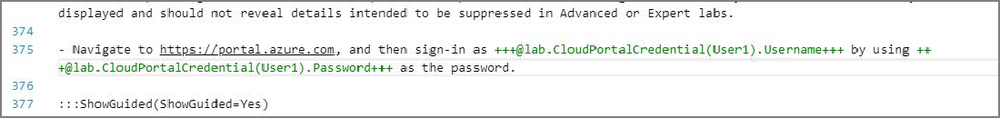 displayed and should not reveal details intended to be suppressed in Advanced or Expert labs.
374
375 - Navigate to https://portal.azure.com, and then sign-in as +++@lab.CloudPortalCredential(User1).Username+++ by using ++
+@lab.CloudPortalCredential(User1).Password+++ as the password.
376
377 :::ShowGuided(ShowGuided=Yes)